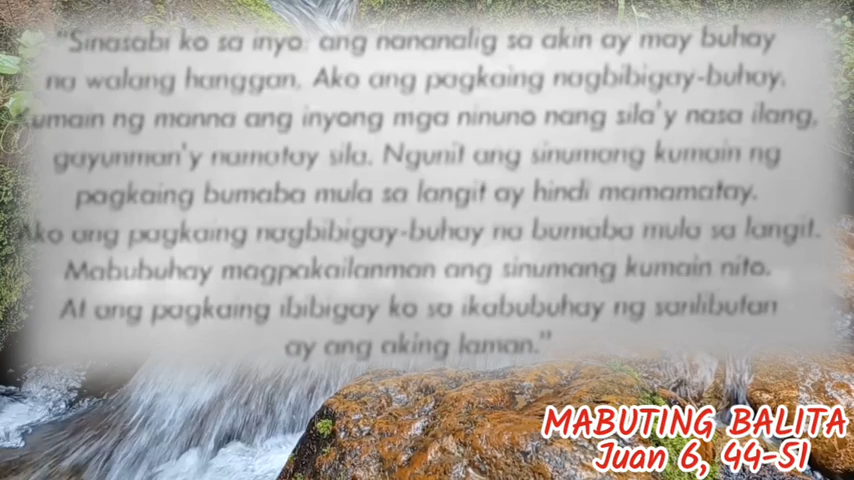 “Sinasabi ko sa inyo: ang nananalig sa akin ay may buhay
na walang hanggan. Ako ang pagkaing nagbibigay-buhay.
Kumain ng manna ang inyong mga ninuno nang sila'y nasa ilang,
gayunman'y namatay sila. Ngunit ang sinumang kumain ng
pagkaing bumaba mula sa langit ay hindi mamamatay.
Ako ang pagkaing nagbibigay-buhay na bumaba mula sa langit.
Mabubuhay magpakailanman ang sinumang kumain nito.
At ang pagkaing ibibigay ko sa ikabubuhay ng sanlibutan
ay ang aking laman.”
MABUTING BALITA
Juan 6, 44-51